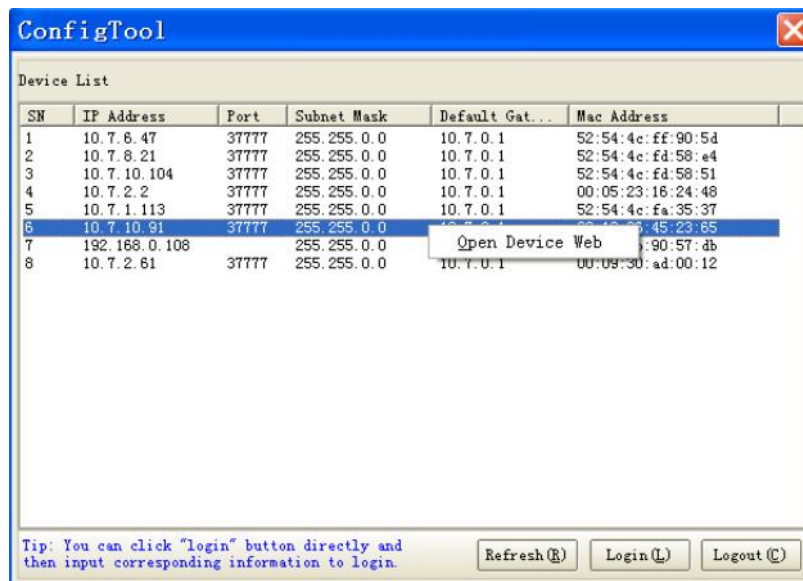 ConfigTool
Device List
SN IP Address Port Subnet Mask Default Gat... Mac Address
1 10.7.6.47 37777 255.255.0.0 10.7.0.1 52:54:4c:ff:90:5d
2 10.7.8.21 37777 255.255.0.0 10.7.0.1 52:54:4c:fd:58:e4
3 10.7.10.104 37777 255.255.0.0 10.7.0.1 52:54:4c:fd:58:51
4 10.7.2.2 37777 255.255.0.0 10.7.0.1 00:05:23:16:24:48
5 10.7.1.113 37777 255.255.0.0 10.7.0.1 52:54:4c:fa:35:37
6 10.7.10.91 37777 255.255.0.0 :45:23:65
Open Device Web
7 192.168.0.108 255.255.0.0 :90:57:db
8 10.7.2.61 37777 255.255.0.0 10.7.0.1 00:09:30:ad:00:12
Tip: You can click "login" button directly and
then input corresponding information to login.
Refresh(R) Login(L) Logout(C)